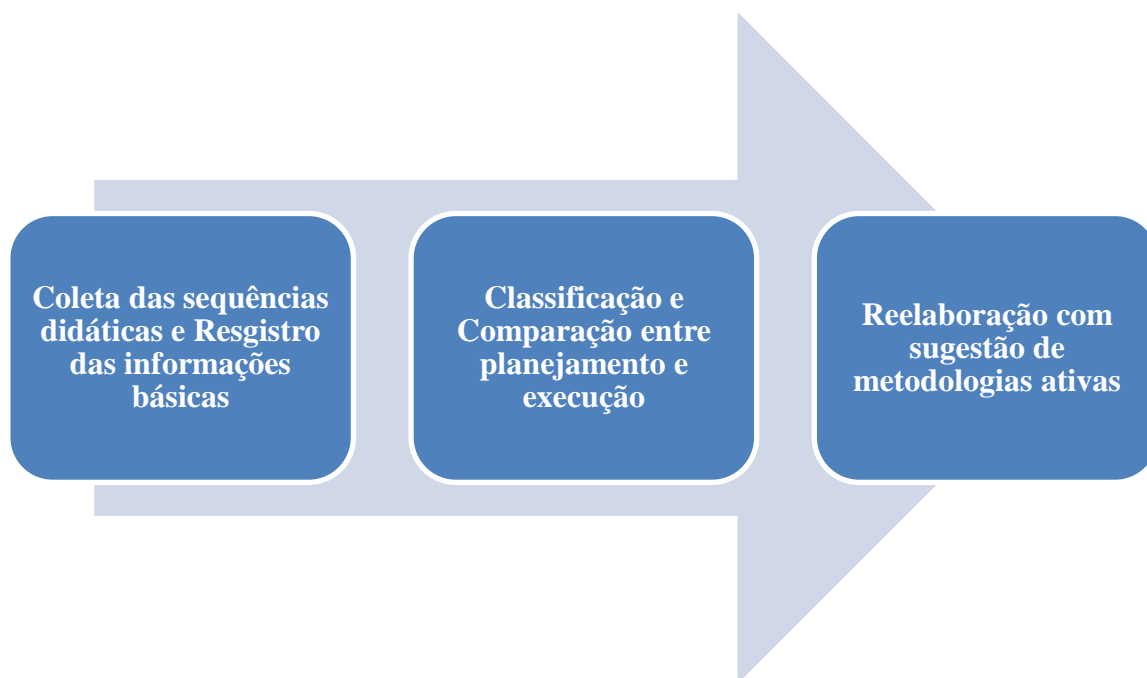 Coleta das sequências
didáticas e Resgistro
das informações
básicas
Classificação e
Comparação entre
planejamento e
execução
Reelaboração com
sugestão de
metodologias ativas